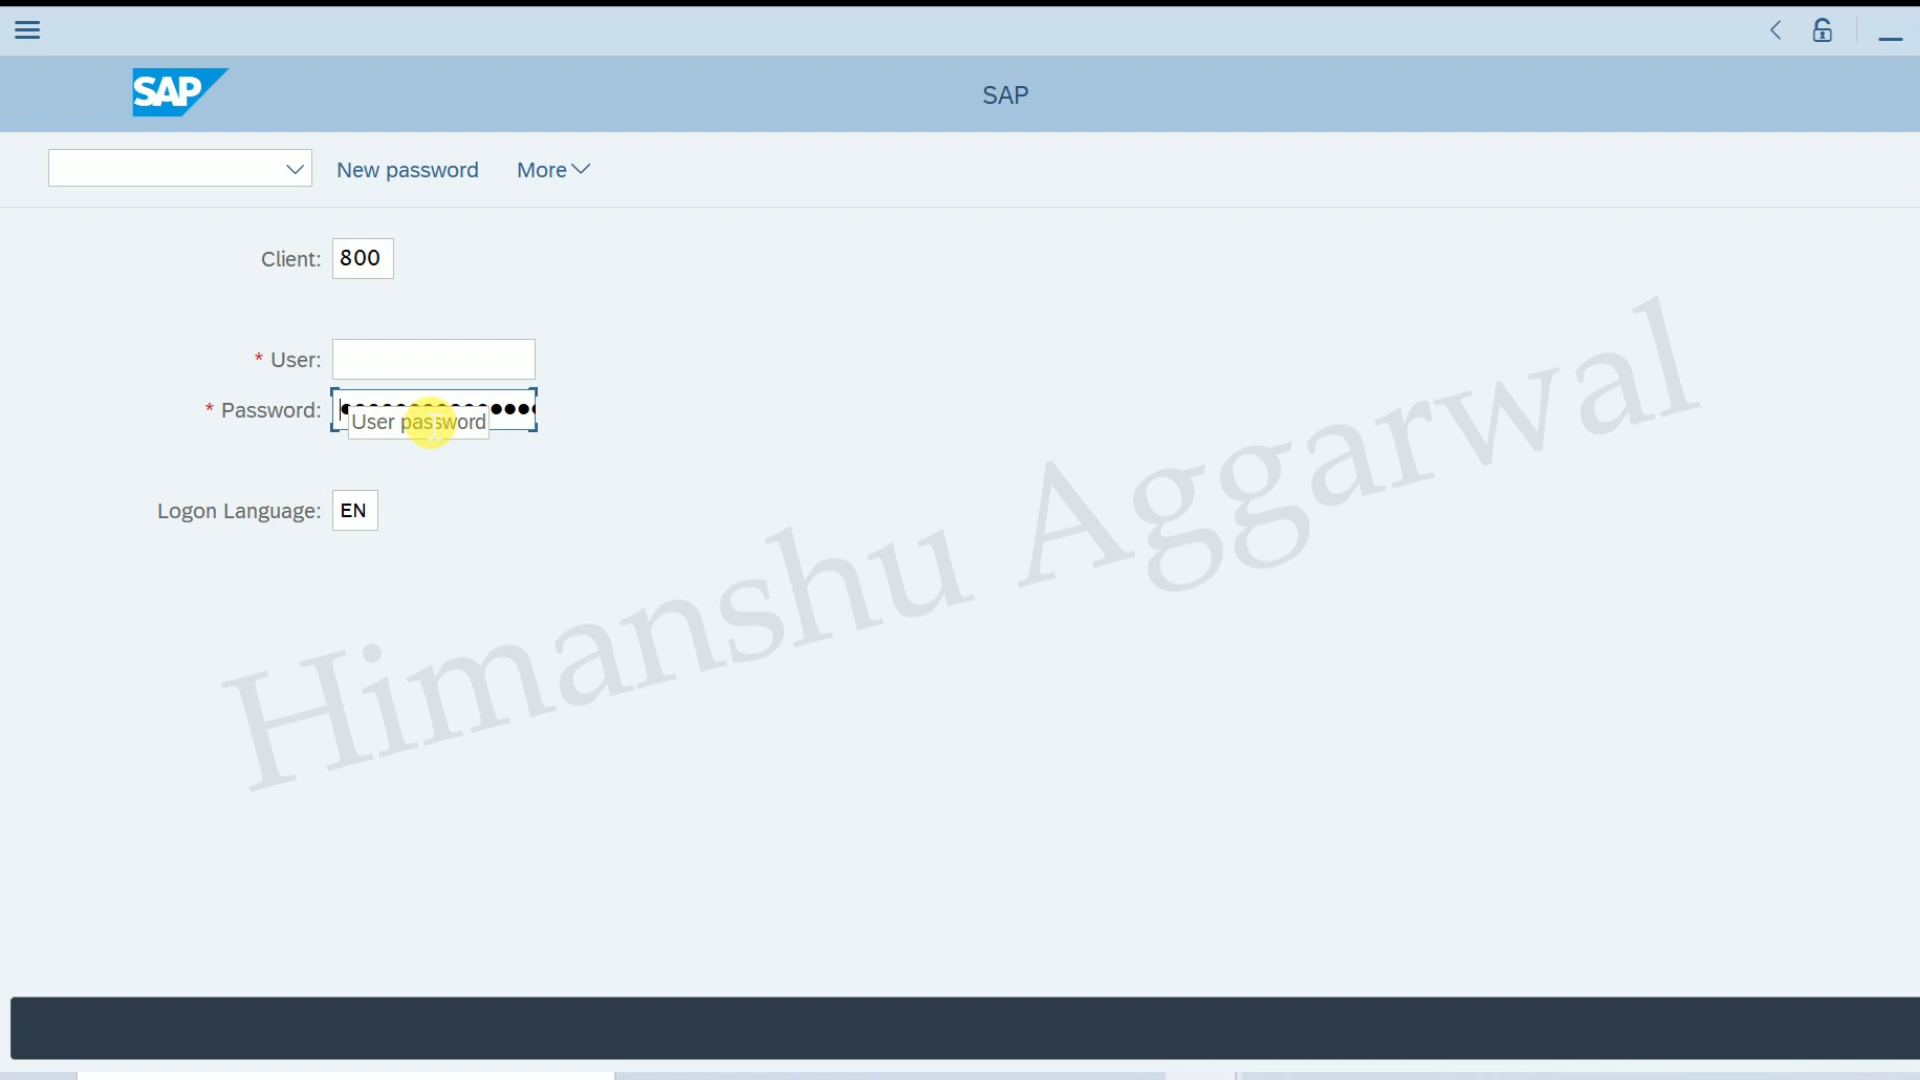 SAP
SAP
New password
More
Client: 800
* User:
* Password:
User password
Logon Language: EN
Himanshu Aggarwal